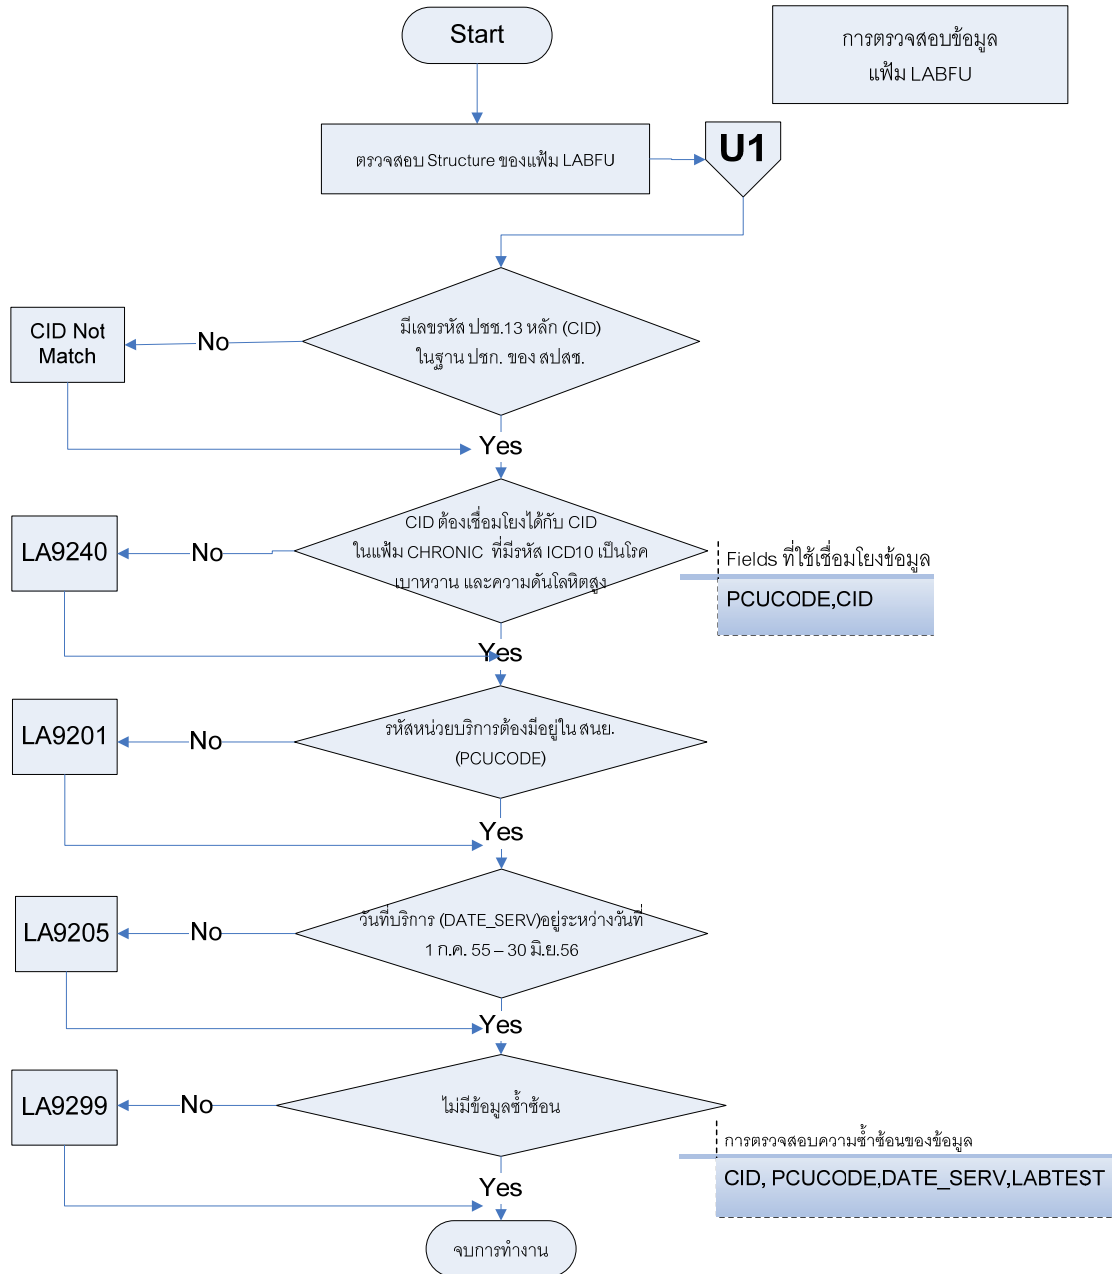 Start
การตรวจสอบข้อมูล
แฟ้ม LABFU
ตรวจสอบ Structure ของแฟ้ม LABFU
U1
มีเลขรหัส ปชช.13 หลัก (CID)
ในฐาน ปชก. ของ สปสช.
No
CID Not
Match
Yes
CID ต้องเชื่อมโยงได้กับ CID
ในแฟ้ม CHRONIC ที่มีรหัส ICD10 เป็นโรค
เบาหวาน และความดันโลหิตสูง
No
LA9240
Fields ที่ใช้เชื่อมโยงข้อมูล
PCUCODE,CID
Yes
รหัสหน่วยบริการต้องมีอยู่ใน สนย.
(PCUCODE)
No
LA9201
Yes
วันที่บริการ (DATE_SERV)อยู่ระหว่างวันที่
1 ก.ค. 55 – 30 มิ.ย.56
No
LA9205
Yes
ไม่มีข้อมูลซ้ำซ้อน
No
LA9299
การตรวจสอบความซ้ำซ้อนของข้อมูล
CID, PCUCODE,DATE_SERV,LABTEST
Yes
จบการทำงาน